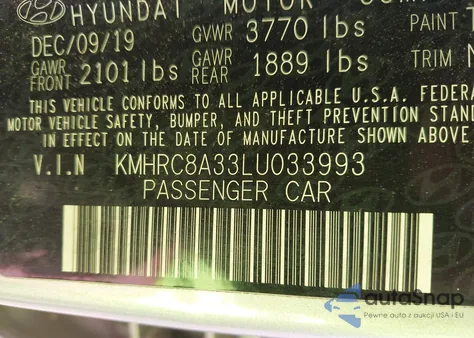 HYUNDAI MOTOR
DEC/09/19 GVWR 3770 lbs PAINT
GAWR FRONT 2101 lbs GAWR REAR 1889 lbs TRIM
THIS VEHICLE CONFORMS TO ALL APPLICABLE U.S.A.
MOTOR VEHICLE SAFETY, BUMPER, AND THEFT PREVENTION
IN EFFECT ON THE DATE OF MANUFACTURE SHOWN ABOVE
V.I.N KMHRC8A33LU033993
PASSENGER CAR
autoSnap
Pewne auta z aukcji USA i EU